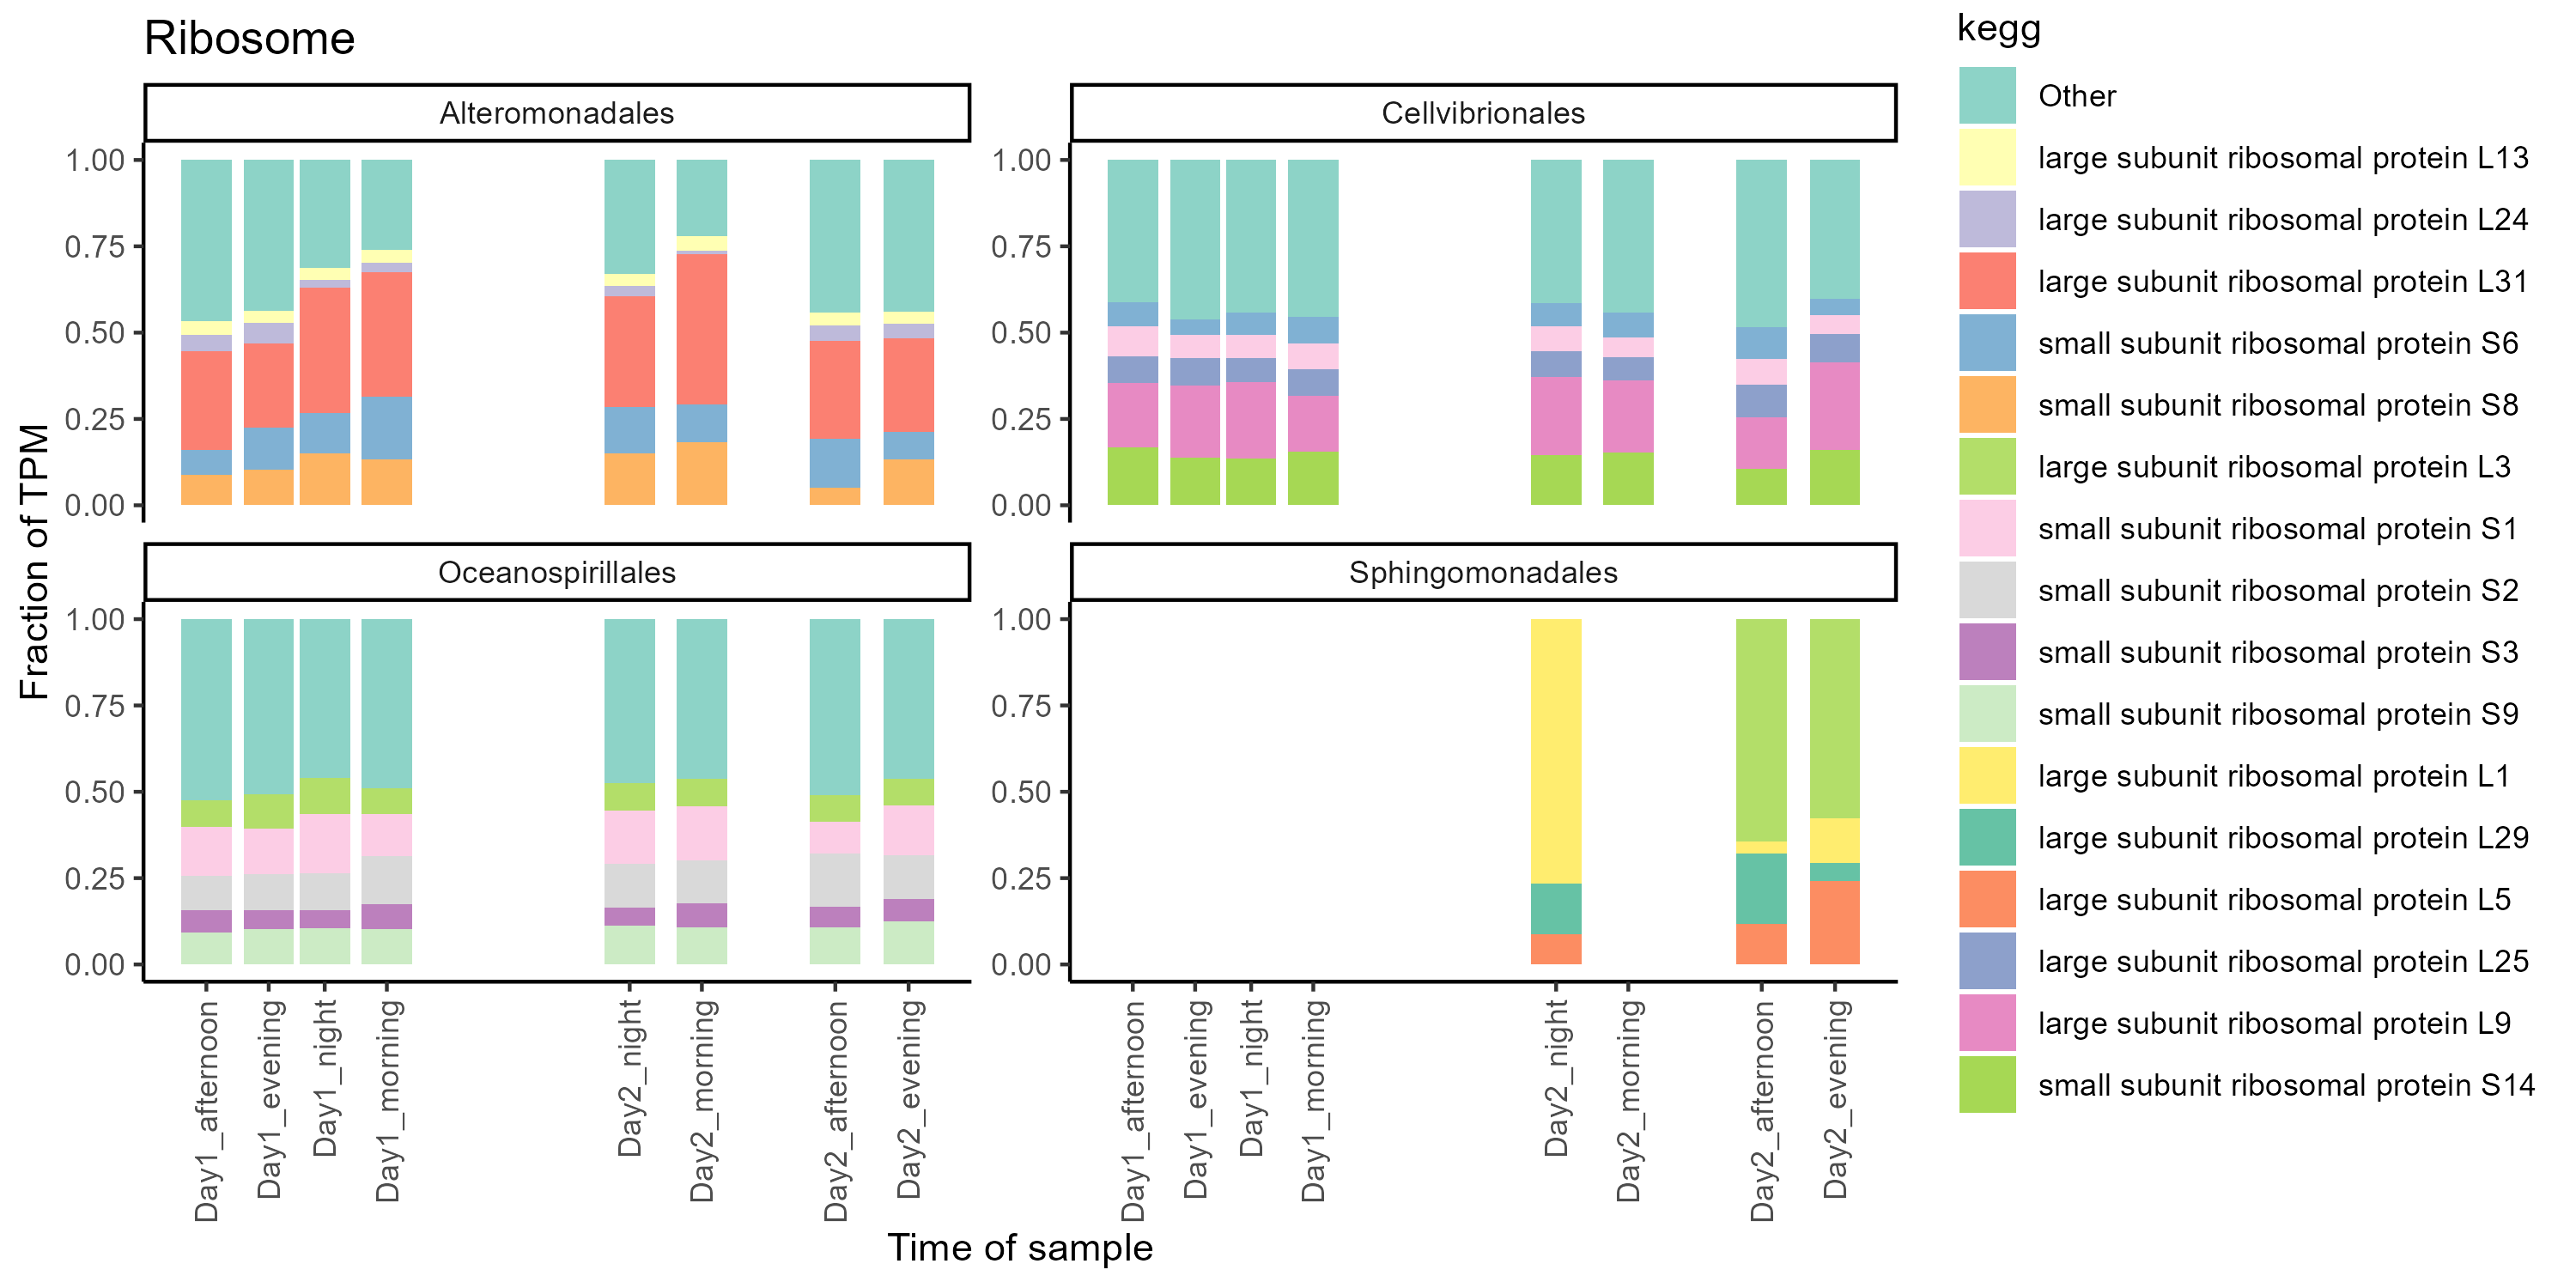 Ribosome
Alteromonadales
Cellvibrionales
1.00
0.75
0.50
0.25
0.00
1.00
0.75
0.50
0.25
0.00
Oceanospirillales
Sphingomonadales
1.00
0.75
0.50
0.25
0.00
1.00
0.75
0.50
0.25
0.00
Fraction of TPM
Day1_afternoon
Day1_evening
Day1_night
Day1_morning
Day2_night
Day2_morning
Day2_afternoon
Day2_evening
Day1_afternoon
Day1_evening
Day1_night
Day1_morning
Day2_night
Day2_morning
Day2_afternoon
Day2_evening
Time of sample
kegg
Other
large subunit ribosomal protein L13
large subunit ribosomal protein L24
large subunit ribosomal protein L31
small subunit ribosomal protein S6
small subunit ribosomal protein S8
large subunit ribosomal protein L3
small subunit ribosomal protein S1
small subunit ribosomal protein S2
small subunit ribosomal protein S3
small subunit ribosomal protein S9
large subunit ribosomal protein L1
large subunit ribosomal protein L29
large subunit ribosomal protein L5
large subunit ribosomal protein L25
large subunit ribosomal protein L9
small subunit ribosomal protein S14